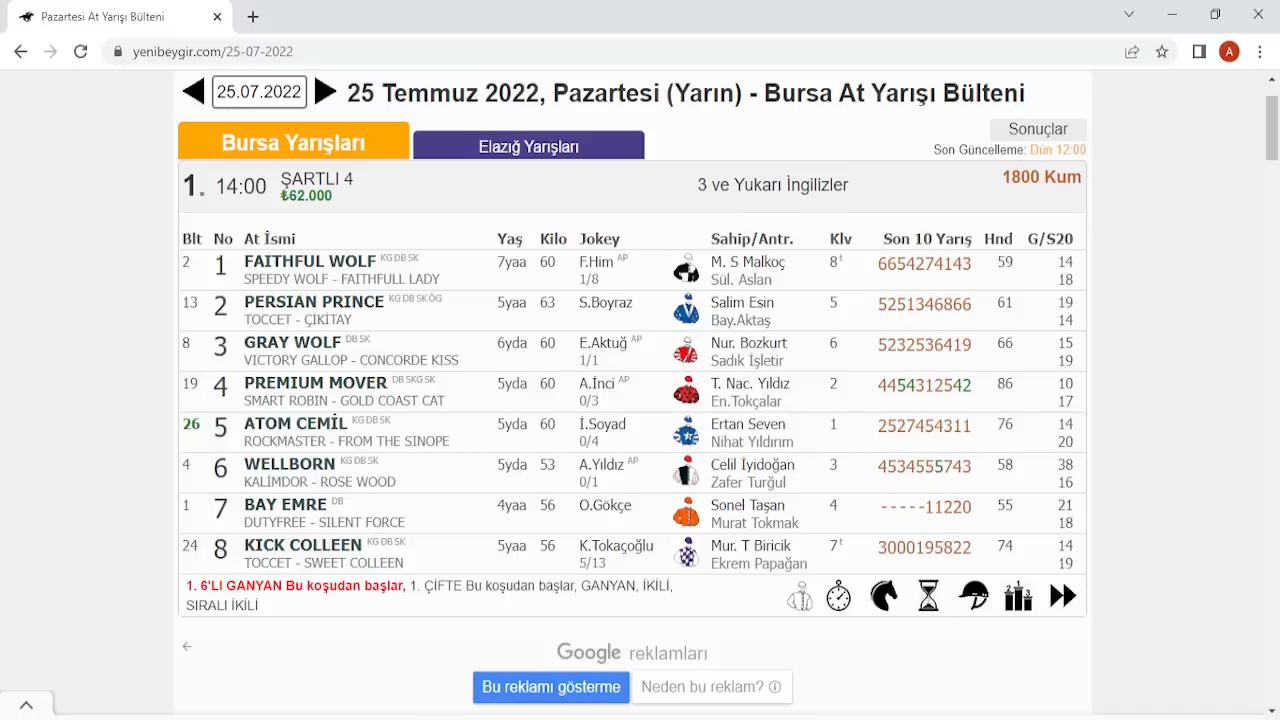 Pazartesi At Yarışı Bülteni
yenibeygir.com/25-07-2022
A
25.07.2022 25 Temmuz 2022, Pazartesi (Yarın) - Bursa At Yarışı Bülteni
Bursa Yarışları Elazığ Yarışları Sonuçlar
Son Güncelleme: Dün 12:00
1. 14:00 ŞARTLI 4 3 ve Yukarı İngilizler 1800 Kum
₺62.000
Blt No At İsmi Yaş Kilo Jokey Sahip/Antr. Klv Son 10 Yarış Hnd G/S20
2 1 FAITHFUL WOLF KG DB SK 7yaa 60 F.Him AP M. S Malkoç 8t 6654274143 59 14
SPEEDY WOLF - FAITHFULL LADY 1/8 Sül. Aslan 18
13 2 PERSIAN PRINCE KG DB SK ÖG 5yaa 63 S.Boyraz Salim Esin 5 5251346866 61 19
TOCCET - ÇİKİTAY Bay.Aktaş 14
8 3 GRAY WOLF DB SK 6yda 60 E.Aktuğ AP Nur. Bozkurt 6 5232536419 66 15
VICTORY GALLOP - CONCORDE KISS 1/1 Sadık İşletir 19
19 4 PREMIUM MOVER DB SKG SK 5yda 60 A.İnci AP T. Nac. Yıldız 2 4454312542 86 10
SMART ROBIN - GOLD COAST CAT 0/3 En.Tokçalar 17
26 5 ATOM CEMİL KG DB SK 5yda 60 İ.Soyad Ertan Seven 1 2527454311 76 14
ROCKMASTER - FROM THE SINOPE 0/4 Nihat Yıldırım 20
4 6 WELLBORN KG DB SK 5yda 53 A.Yıldız AP Celil İyidoğan 3 4534555743 58 38
KALİMDOR - ROSE WOOD 0/1 Zafer Turğul 16
1 7 BAY EMRE DB 4yaa 56 O.Gökçe Sonel Taşan 4 -----11220 55 21
DUTYFREE - SILENT FORCE Murat Tokmak 18
24 8 KICK COLLEEN KG DB SK 5yaa 56 K.Tokaçoğlu Mur. T Biricik 7t 3000195822 74 14
TOCCET - SWEET COLLEEN 5/13 Ekrem Papağan 19
1. 6'LI GANYAN Bu koşudan başlar, 1. ÇİFTE Bu koşudan başlar, GANYAN, İKİLİ,
SIRALI İKİLİ
Google reklamları
Bu reklamı gösterme Neden bu reklam?